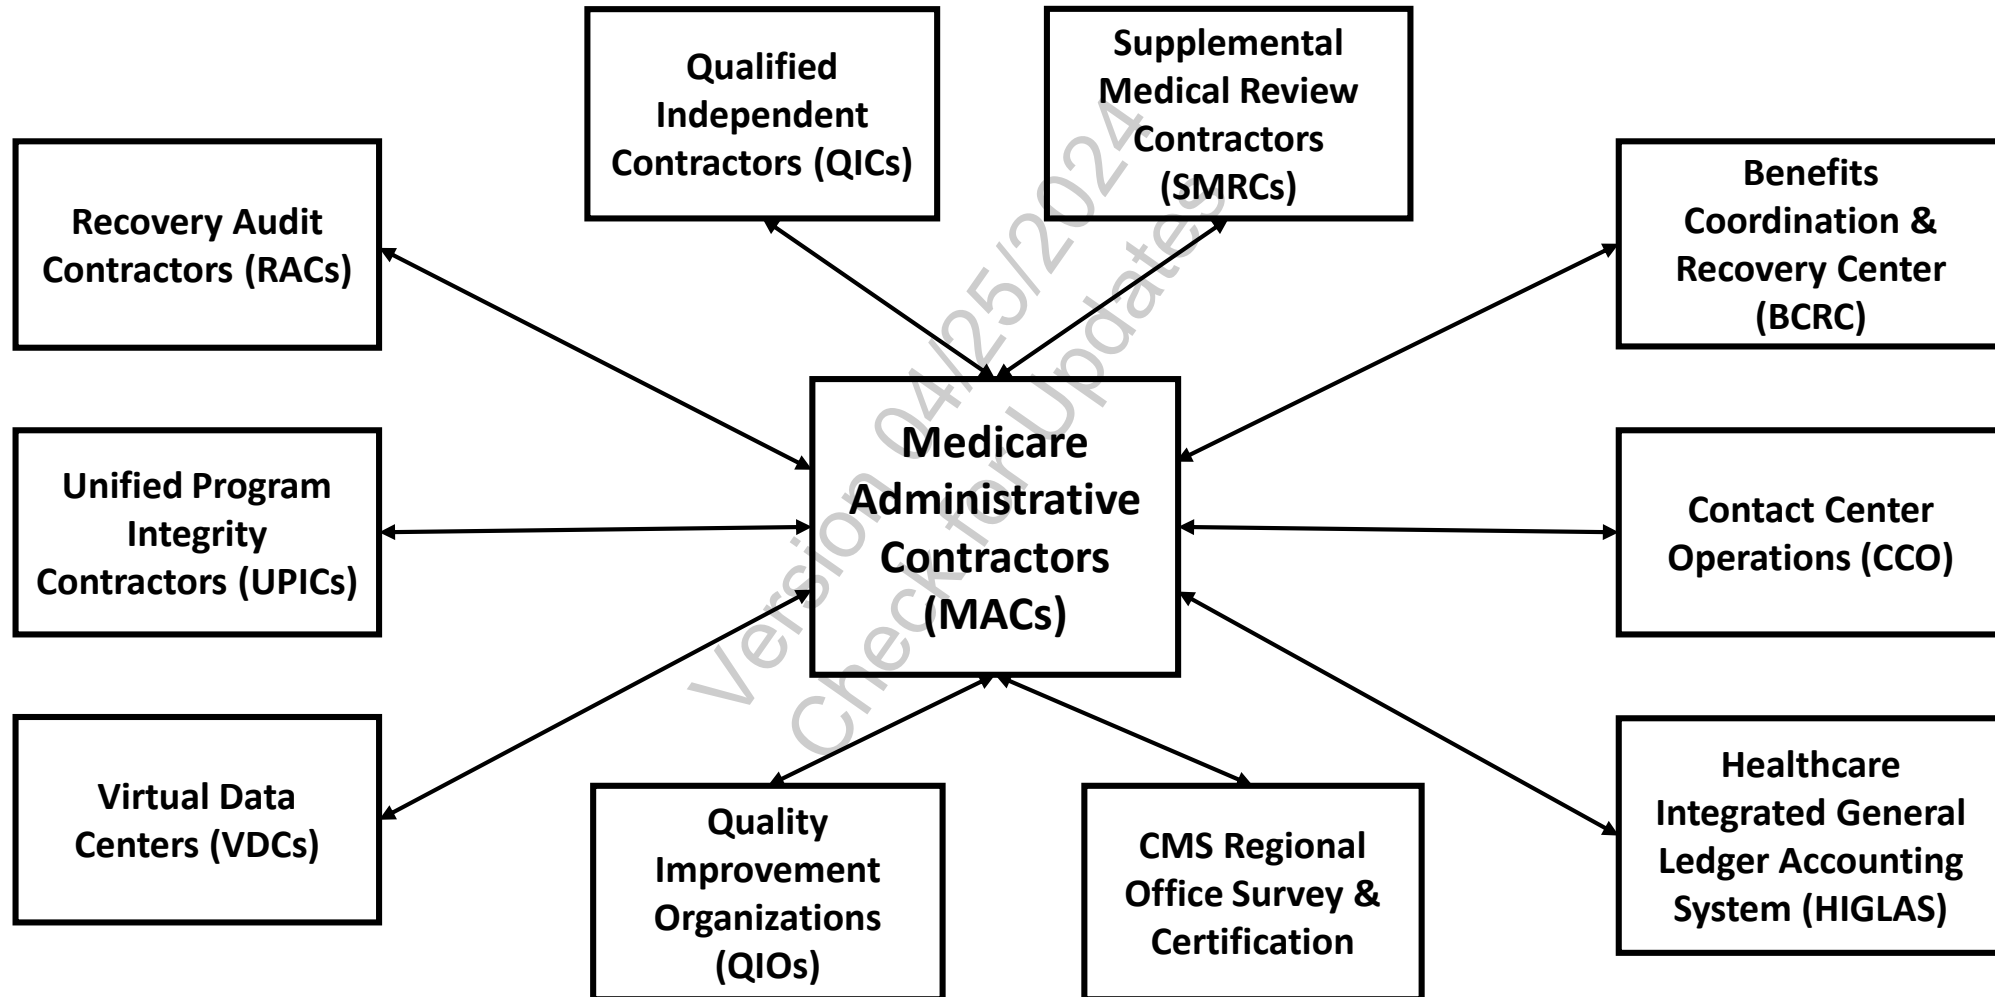 Qualified
Independent
Contractors (QICs)
Supplemental
Medical Review
Contractors
(SMRCs)
Recovery Audit
Contractors (RACs)
Benefits
Coordination &
Recovery Center
(BCRC)
Medicare
Administrative
Contractors
(MACs)
Unified Program
Integrity
Contractors (UPICs)
Contact Center
Operations (CCO)
Virtual Data
Centers (VDCs)
Quality
Improvement
Organizations
(QIOs)
CMS Regional
Office Survey &
Certification
Healthcare
Integrated General
Ledger Accounting
System (HIGLAS)
Version 04/25/2024
Check for Updates